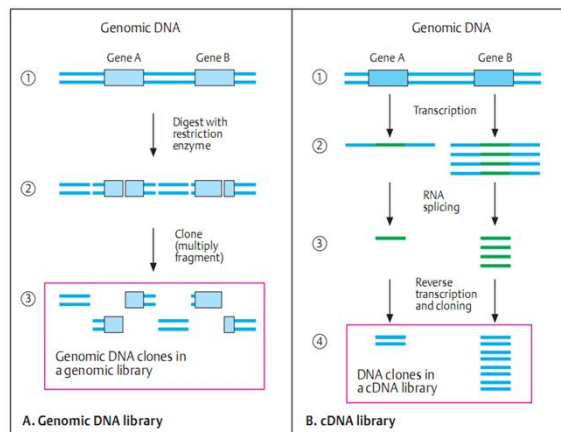 Genomic DNA
Gene A Gene B
①
Digest with
restriction
enzyme
②
Clone
(multiply
fragment)
③
Genomic DNA clones in
a genomic library
A. Genomic DNA library
Genomic DNA
Gene A Gene B
①
Transcription
②
RNA
splicing
③
Reverse
transcription
and cloning
④
DNA clones in
a cDNA library
B. cDNA library